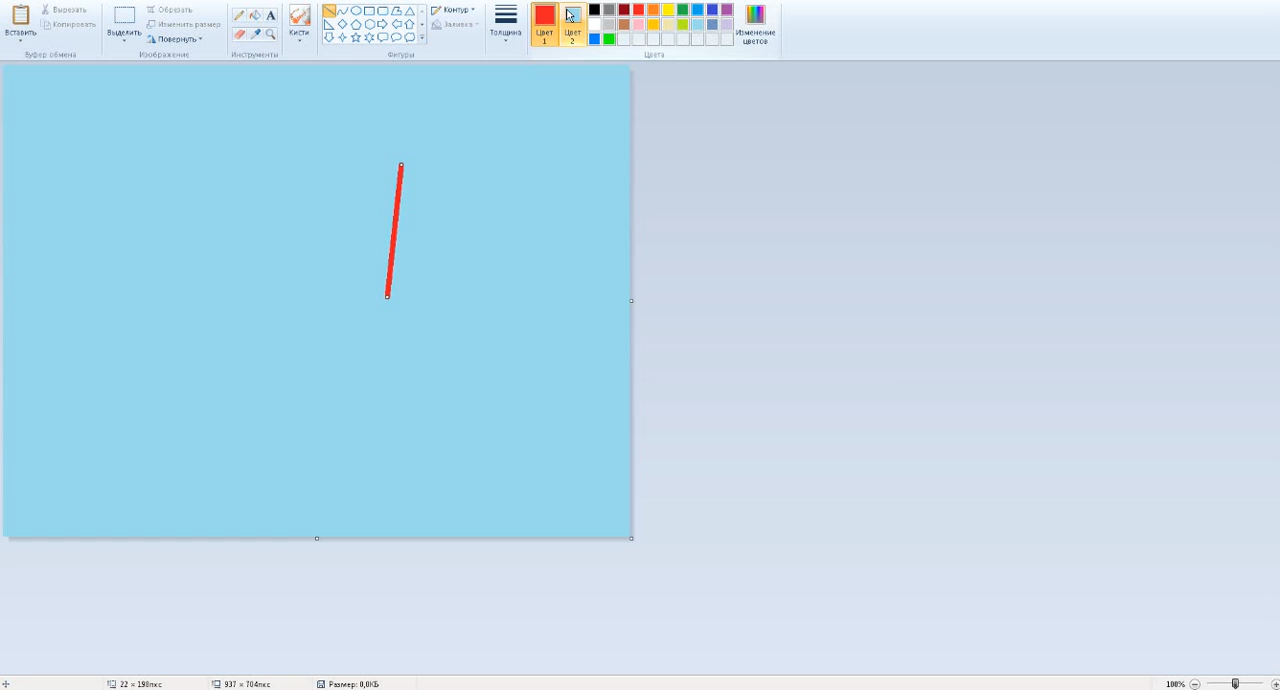 Вставить
Вырезать
Копировать
Буфер обмена
Выделить
Обрезать
Изменить размер
Повернуть
Изображение
A
Инструменты
Кисти
Контур
Заливка
Фигуры
Толщина
Цвет 1
Цвет 2
Изменение цветов
Цвета
22 × 198пкс
937 × 704пкс
Размер: 0,0КБ
100%